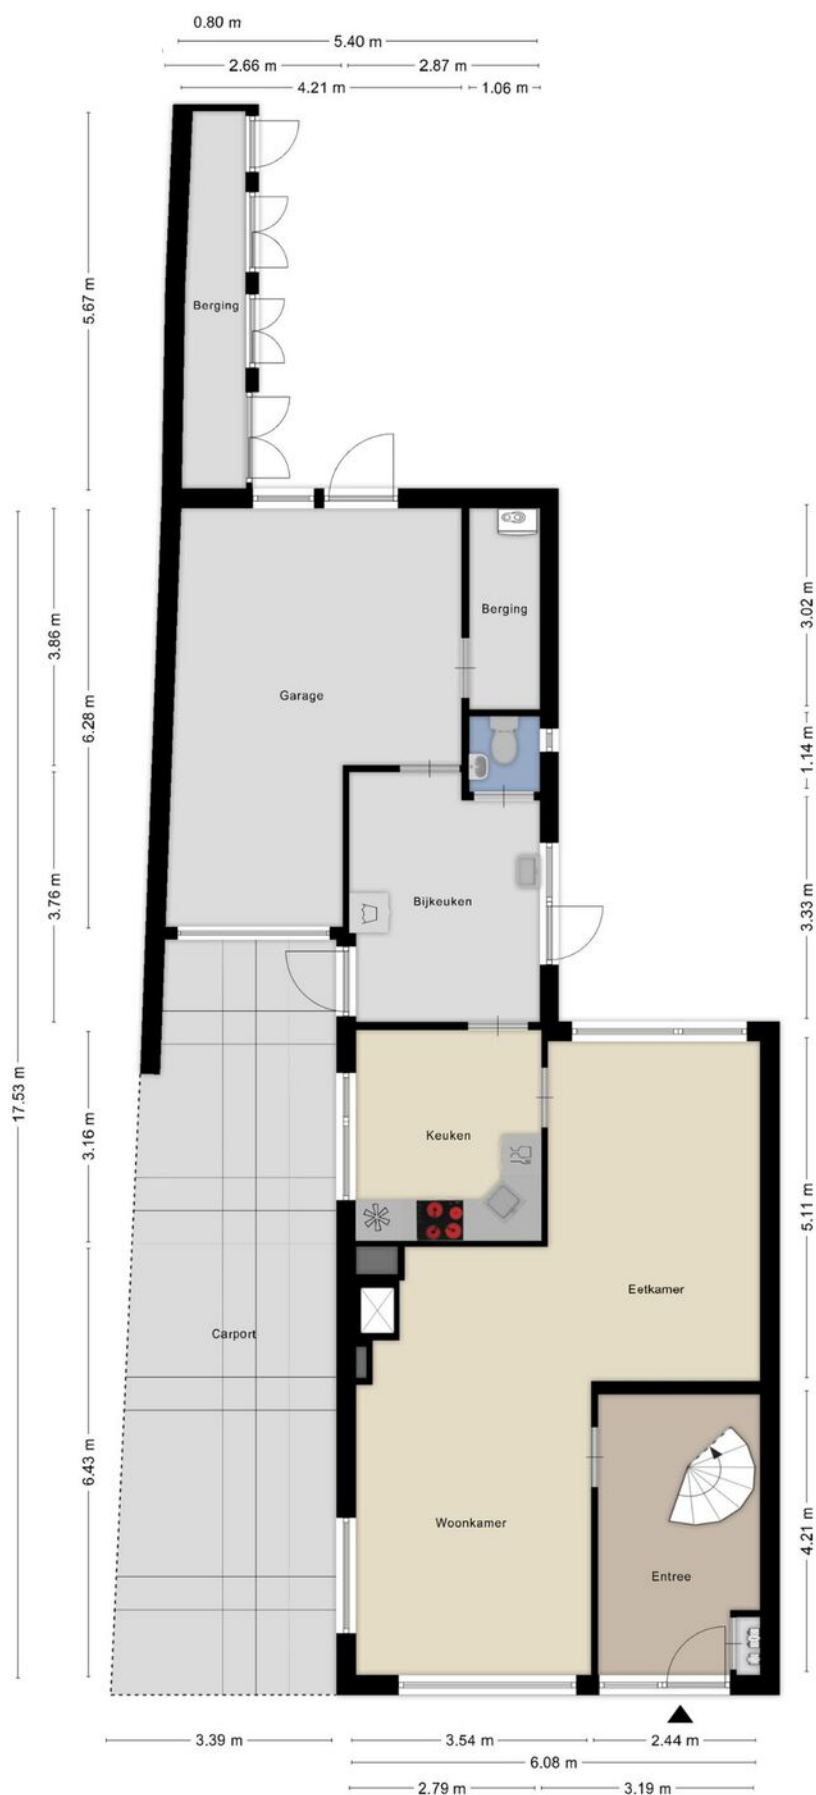 0.80 m
5.40 m
2.66 m
2.87 m
4.21 m
1.06 m
5.67 m
Berging
3.86 m
6.28 m
3.02 m
Berging
Garage
1.14 m
3.76 m
Bijkeuken
3.33 m
17.53 m
3.16 m
Keuken
5.11 m
Eetkamer
Carport
6.43 m
Woonkamer
4.21 m
Entree
3.39 m
3.54 m
2.44 m
6.08 m
2.79 m
3.19 m